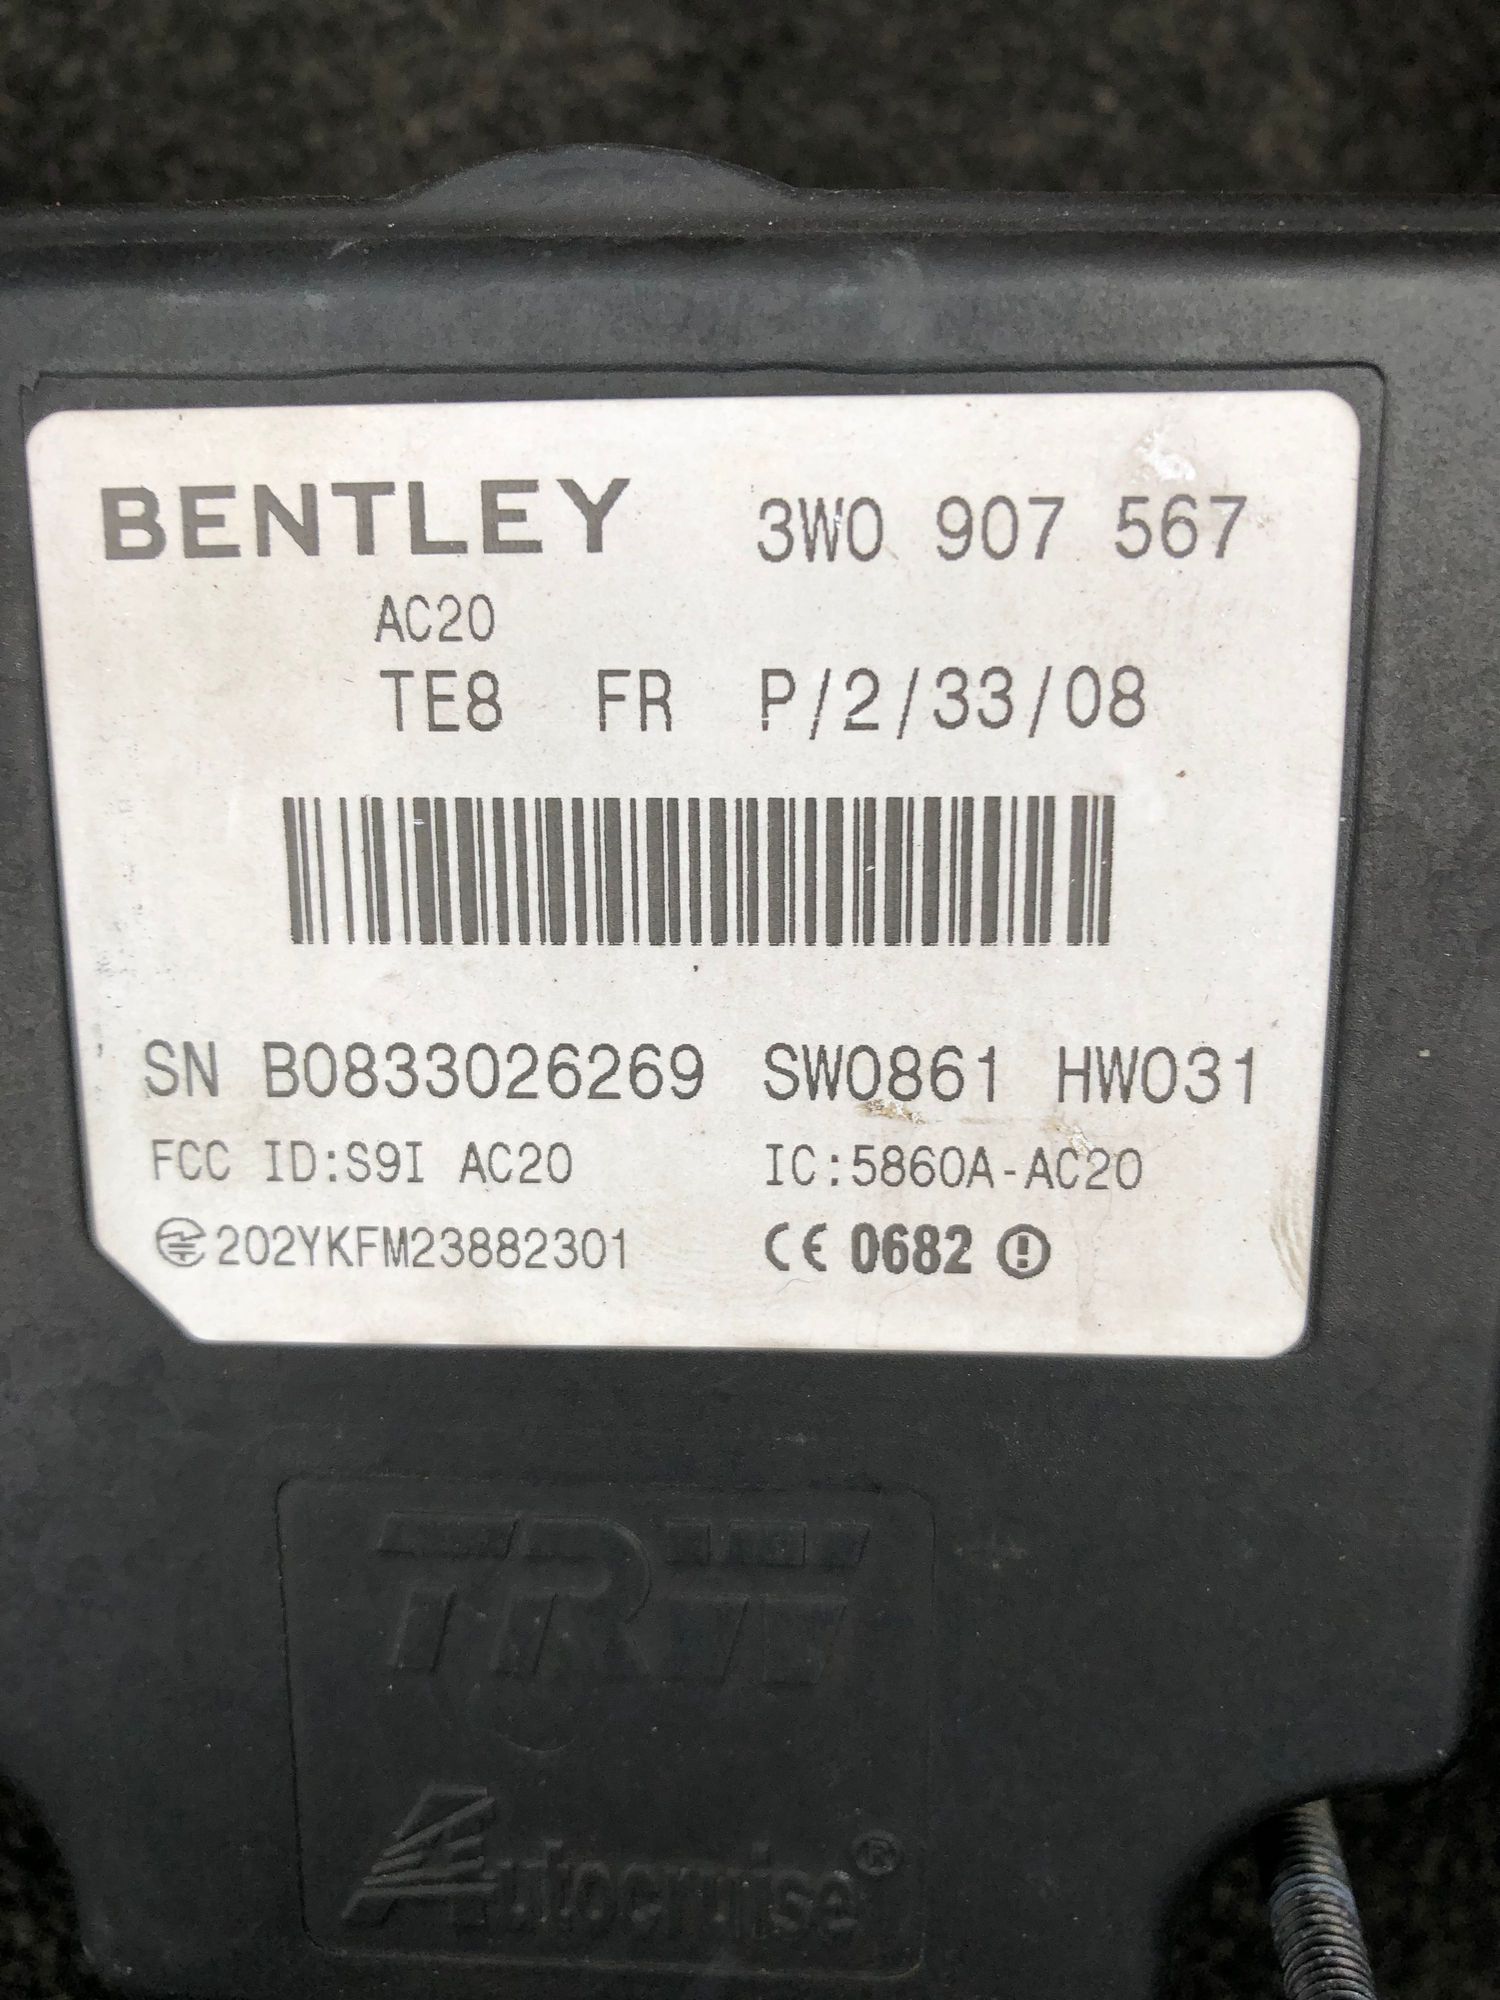 BENTLEY 3W0 907 567
AC20
TE8 FR P/2/33/08
SN B0833026269 SW0861 HW031
FCC ID:S9I AC20 IC:5860A-AC20
202YKFM23882301 CE 0682
TRW
Autocruise®